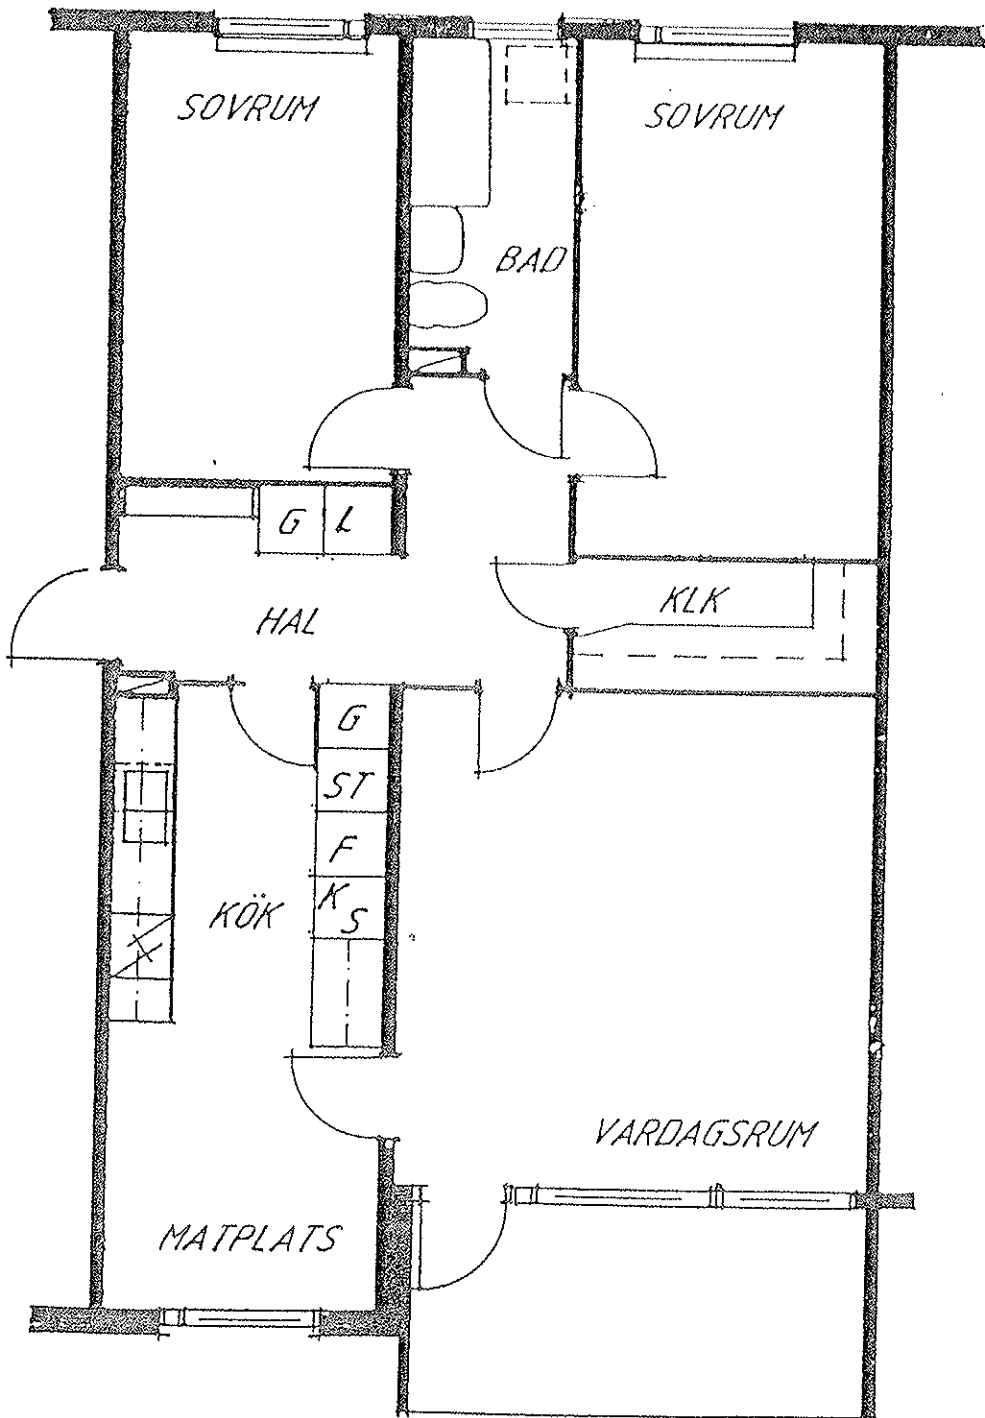 SOVRUM
SOVRUM
BAD
G L
KLK
HAL
G
ST
F
K
S
KÖK
VARDAGSRUM
MATPLATS